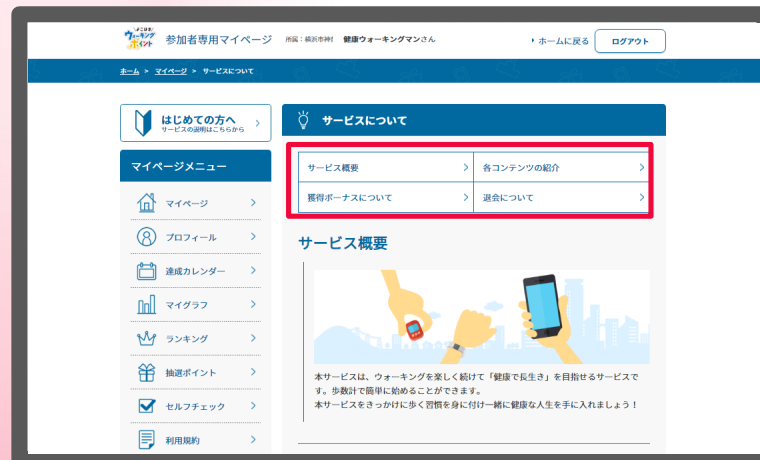 よこはま
ウォーキング
ポイント
参加者専用マイページ
所属：横浜市神
健康ウォーキングマンさん
ホームに戻る
ログアウト
ホーム > マイページ > サービスについて
はじめての方へ
サービスの説明はこちらから
サービスについて
マイページメニュー
サービス概要
各コンテンツの紹介
獲得ボーナスについて
退会について
マイページ
プロフィール
達成カレンダー
マイグラフ
ランキング
抽選ポイント
セルフチェック
利用規約
サービス概要
本サービスは、ウォーキングを楽しく続けて「健康で長生き」を目指せるサービスで
す。歩数計で簡単に始めることができます。
本サービスをきっかけに歩く習慣を身に付け一緒に健康な人生を手に入れましょう！